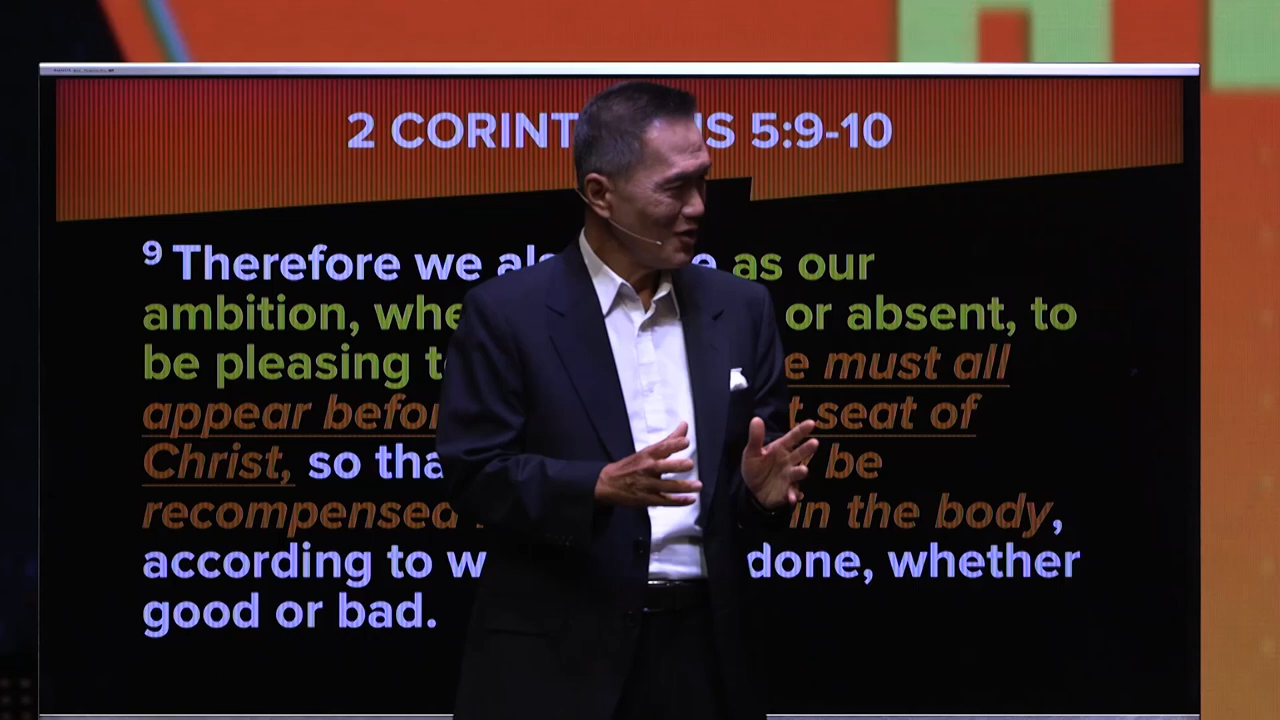 2 CORINT IS 5:9-10
9 Therefore we als e as our
ambition, whe or absent, to
be pleasing t e must all
appear befor t seat of
Christ, so tha be
recompensed in the body,
according to w done, whether
good or bad.